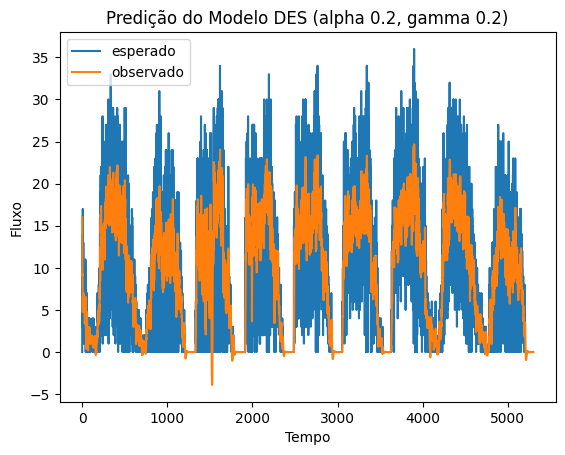 Predição do Modelo DES (alpha 0.2, gamma 0.2)
esperado
observado
35
30
25
20
15
10
5
0
−5
Fluxo
0 1000 2000 3000 4000 5000
Tempo